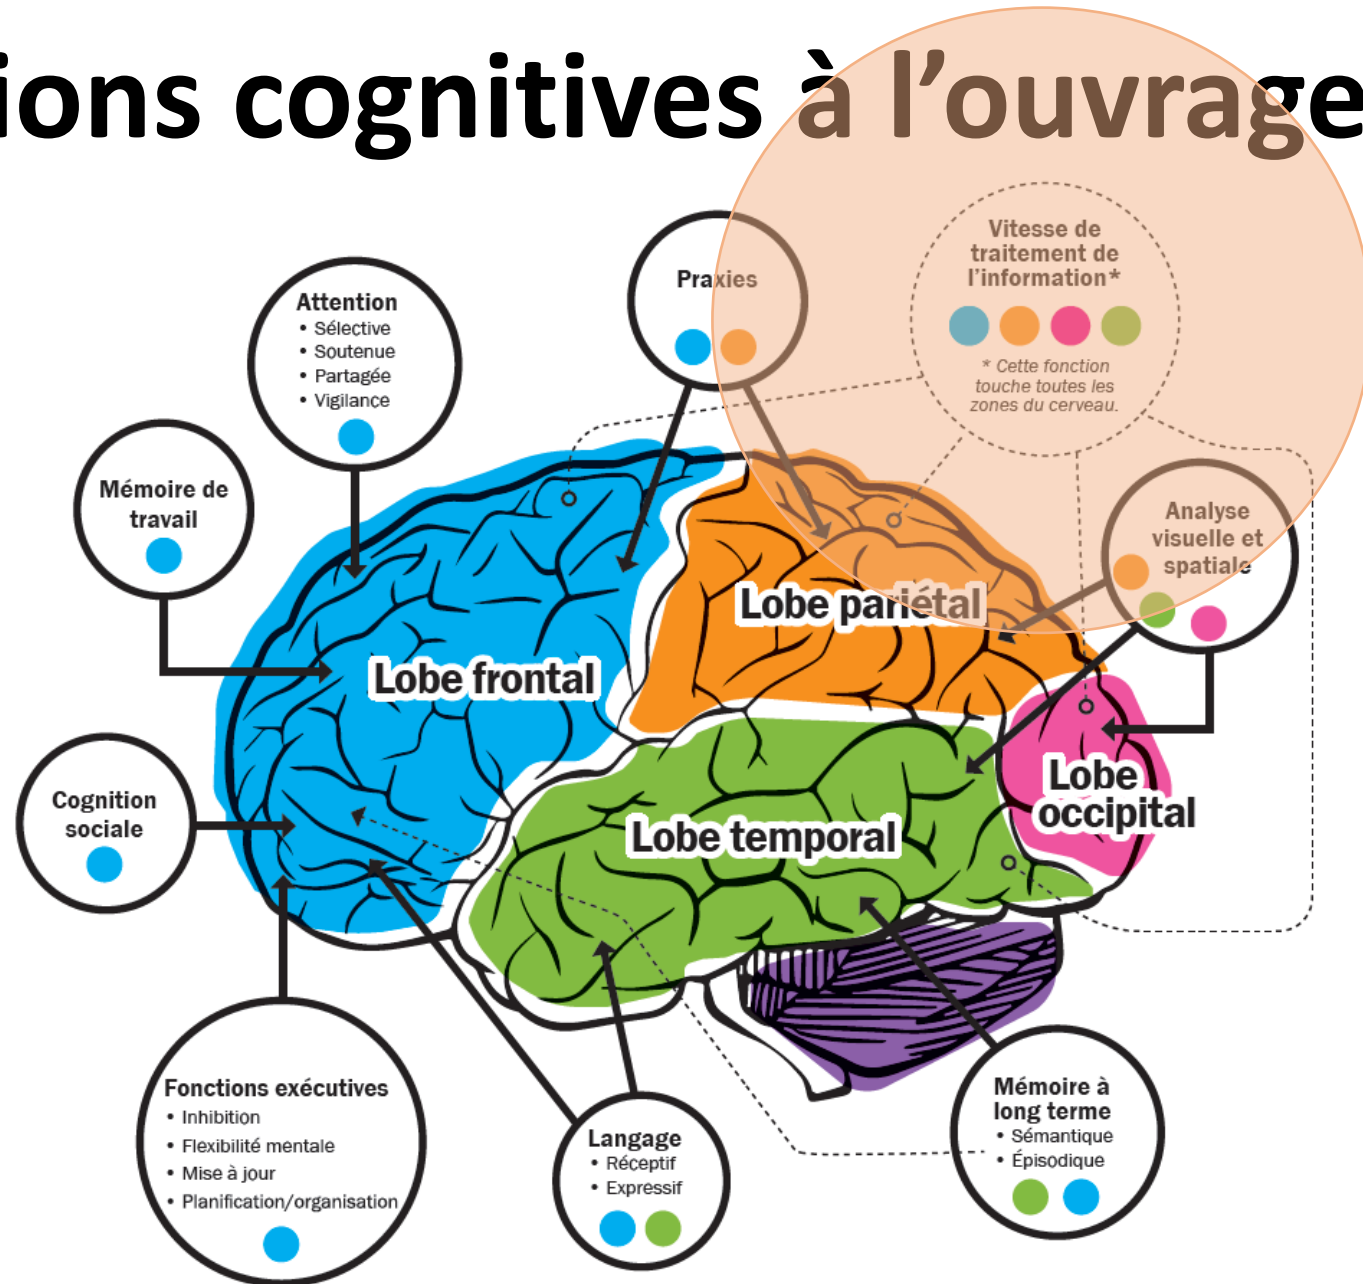 ions cognitives à l’ouvrage
Vitesse de
traitement de
l’information*
* Cette fonction
touche toutes les
zones du cerveau.
Praxies
Attention
• Sélective
• Soutenue
• Partagée
• Vigilance
Mémoire de
travail
Analyse
visuelle et
spatiale
Lobe pariétal
Lobe frontal
Lobe
occipital
Cognition
sociale
Lobe temporal
Fonctions exécutives
• Inhibition
• Flexibilité mentale
• Mise à jour
• Planification/organisation
Langage
• Réceptif
• Expressif
Mémoire à
long terme
• Sémantique
• Épisodique